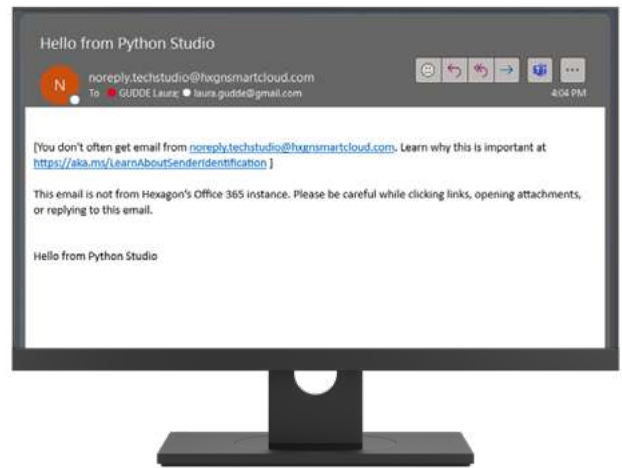 Hello from Python Studio
N
noreply.techstudio@hxgnsmartcloud.com
To GUDDE Laura; laura.gudde@gmail.com
4:04 PM
[You don't often get email from noreply.techstudio@hxgnsmartcloud.com. Learn why this is important at
https://aka.ms/LearnAboutSenderIdentification ]
This email is not from Hexagon's Office 365 instance. Please be careful while clicking links, opening attachments,
or replying to this email.
Hello from Python Studio